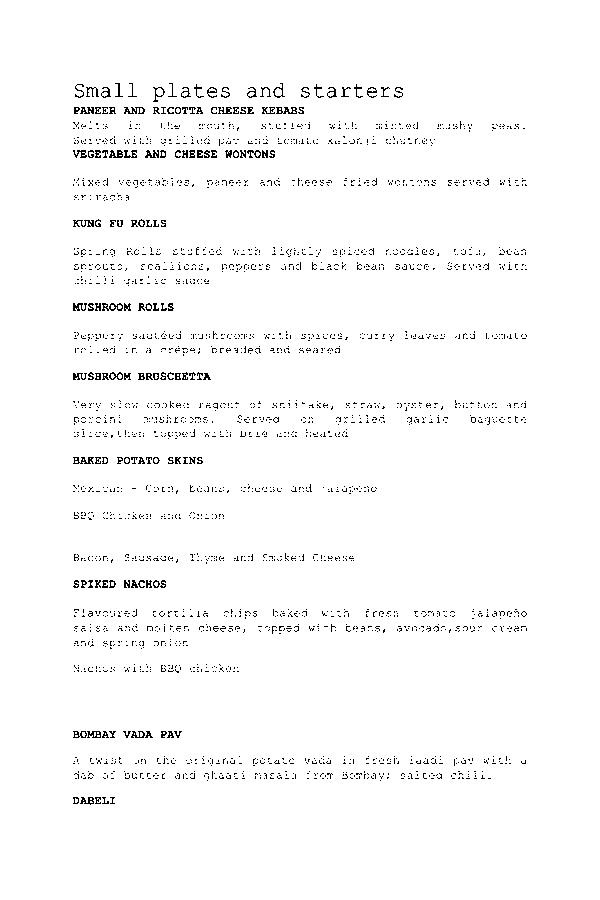 Small plates and starters
PANEER AND RICOTTA CHEESE KEBABS
Melts in the mouth, stuffed with minted mushy peas.
Served with grilled pav and tomato kalonji chutney
VEGETABLE AND CHEESE WONTONS
Mixed vegetables, paneer and cheese fried wontons served with
sriracha
KUNG FU ROLLS
Spring Rolls stuffed with lightly spiced noodles, tofu, bean
sprouts, scallions, peppers and black bean sauce. Served with
chilli garlic sauce
MUSHROOM ROLLS
Peppery sautéed mushrooms with spices, curry leaves and tomato
rolled in a crêpe; breaded and seared
MUSHROOM BRUSCHETTA
Very slow cooked ragout of shiitake, straw, oyster, button and
porcini mushrooms. Served on grilled garlic baguette
slice,then topped with brie and heated
BAKED POTATO SKINS
Mexican - Corn, beans, cheese and jalapeno
BBQ Chicken and Onion
Bacon, Sausage, Thyme and Smoked Cheese
SPIKED NACHOS
Flavoured tortilla chips baked with fresh tomato jalapeño
salsa and molten cheese, topped with beans, avocado,sour cream
and spring onion
Nachos with BBQ chicken
BOMBAY VADA PAV
A twist on the original potato vada in fresh laadi pav with a
dab of butter and ghaati masala from Bombay; salted chilli
DABELI